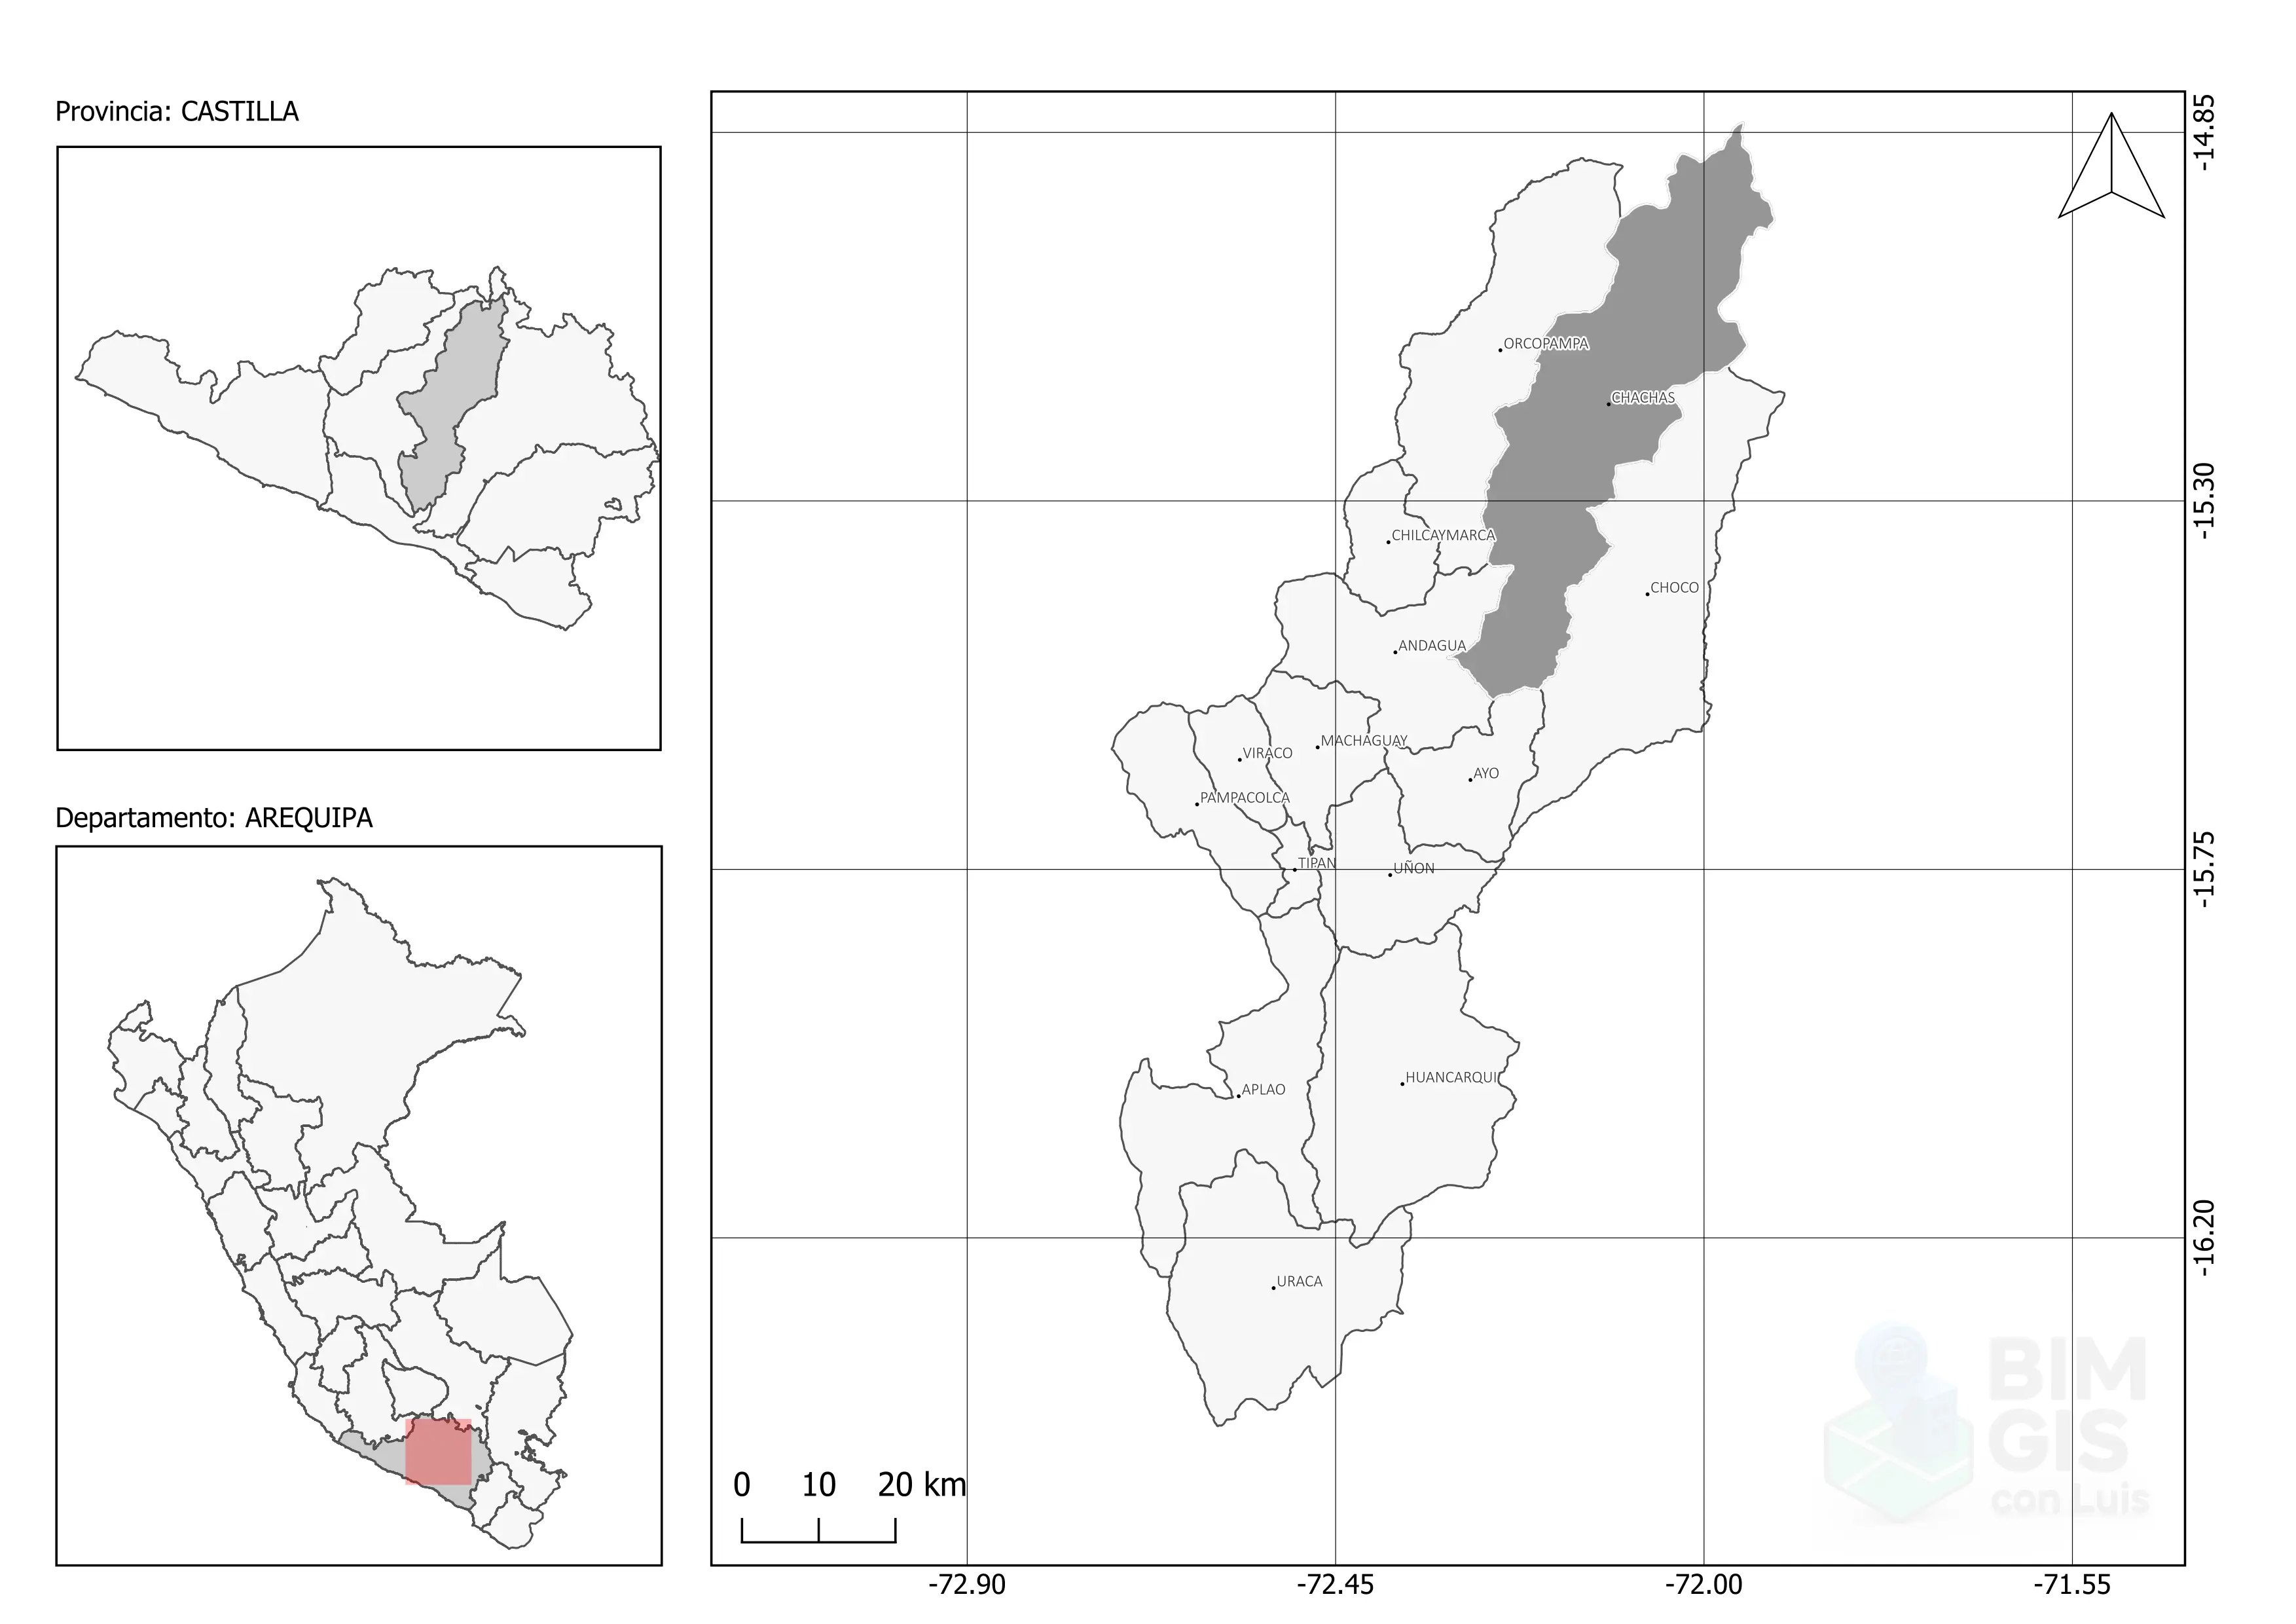 Provincia: CASTILLA
Departamento: AREQUIPA
ORCOPAMPA
CHACHAS
CHILCAYMARCA
CHOCO
ANDAGUA
MACHAGUAY
VIRACO
AYO
PAMPACOLCA
TIPAN
UÑON
HUANCARQUI
APLAO
URACA
-14.85
-15.30
-15.75
-16.20
0 10 20 km
-72.90 -72.45 -72.00 -71.55
BIM
GIS
con Luis